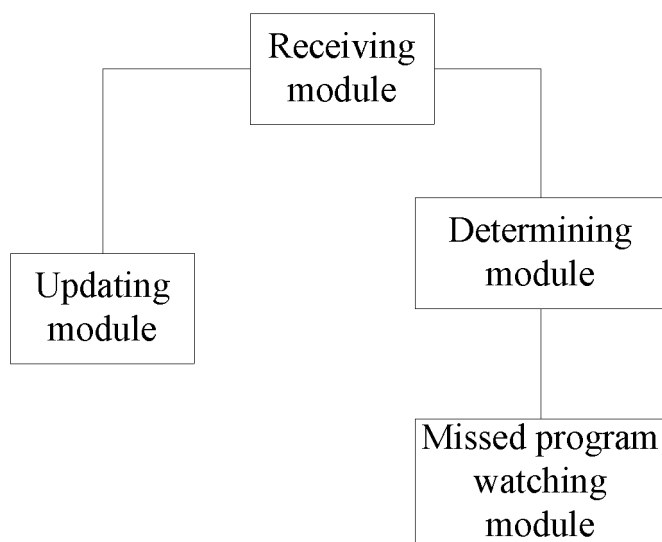 Receiving
module
Determining
module
Updating
module
Missed program
watching
module